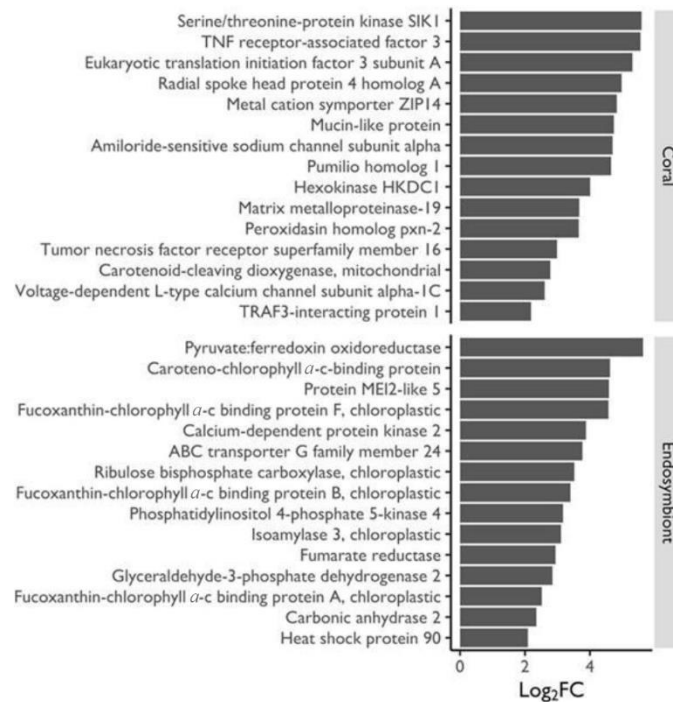 Serine/threonine-protein kinase SIK1
TNF receptor-associated factor 3
Eukaryotic translation initiation factor 3 subunit A
Radial spoke head protein 4 homolog A
Metal cation symporter ZIP14
Mucin-like protein
Amiloride-sensitive sodium channel subunit alpha
Pumilio homolog 1
Hexokinase HKDC1
Matrix metalloproteinase-19
Peroxidasin homolog pxn-2
Tumor necrosis factor receptor superfamily member 16
Carotenoid-cleaving dioxygenase, mitochondrial
Voltage-dependent L-type calcium channel subunit alpha-1C
TRAF3-interacting protein 1
Coral
Pyruvate:ferredoxin oxidoreductase
Caroteno-chlorophyll a-c-binding protein
Protein MEI2-like 5
Fucoxanthin-chlorophyll a-c binding protein F, chloroplastic
Calcium-dependent protein kinase 2
ABC transporter G family member 24
Ribulose bisphosphate carboxylase, chloroplastic
Fucoxanthin-chlorophyll a-c binding protein B, chloroplastic
Phosphatidylinositol 4-phosphate 5-kinase 4
Isoamylase 3, chloroplastic
Fumarate reductase
Glyceraldehyde-3-phosphate dehydrogenase 2
Fucoxanthin-chlorophyll a-c binding protein A, chloroplastic
Carbonic anhydrase 2
Heat shock protein 90
Endosymbiont
0 2 4
Log₂FC